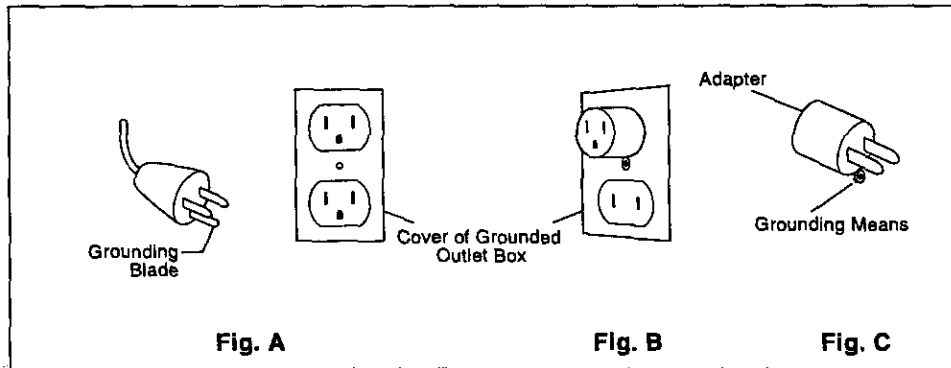 Adapter
Grounding
Blade
Cover of Grounded
Outlet Box
Grounding Means
Fig. A
Fig. B
Fig. C